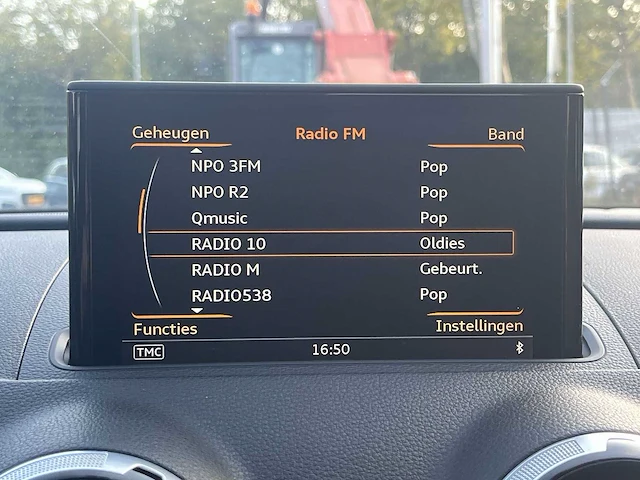 Geheugen Radio FM Band
NPO 3FM Pop
NPO R2 Pop
Qmusic Pop
RADIO 10 Oldies
RADIO M Gebeurt.
RADIO538 Pop
Functies Instellingen
TMC 16:50